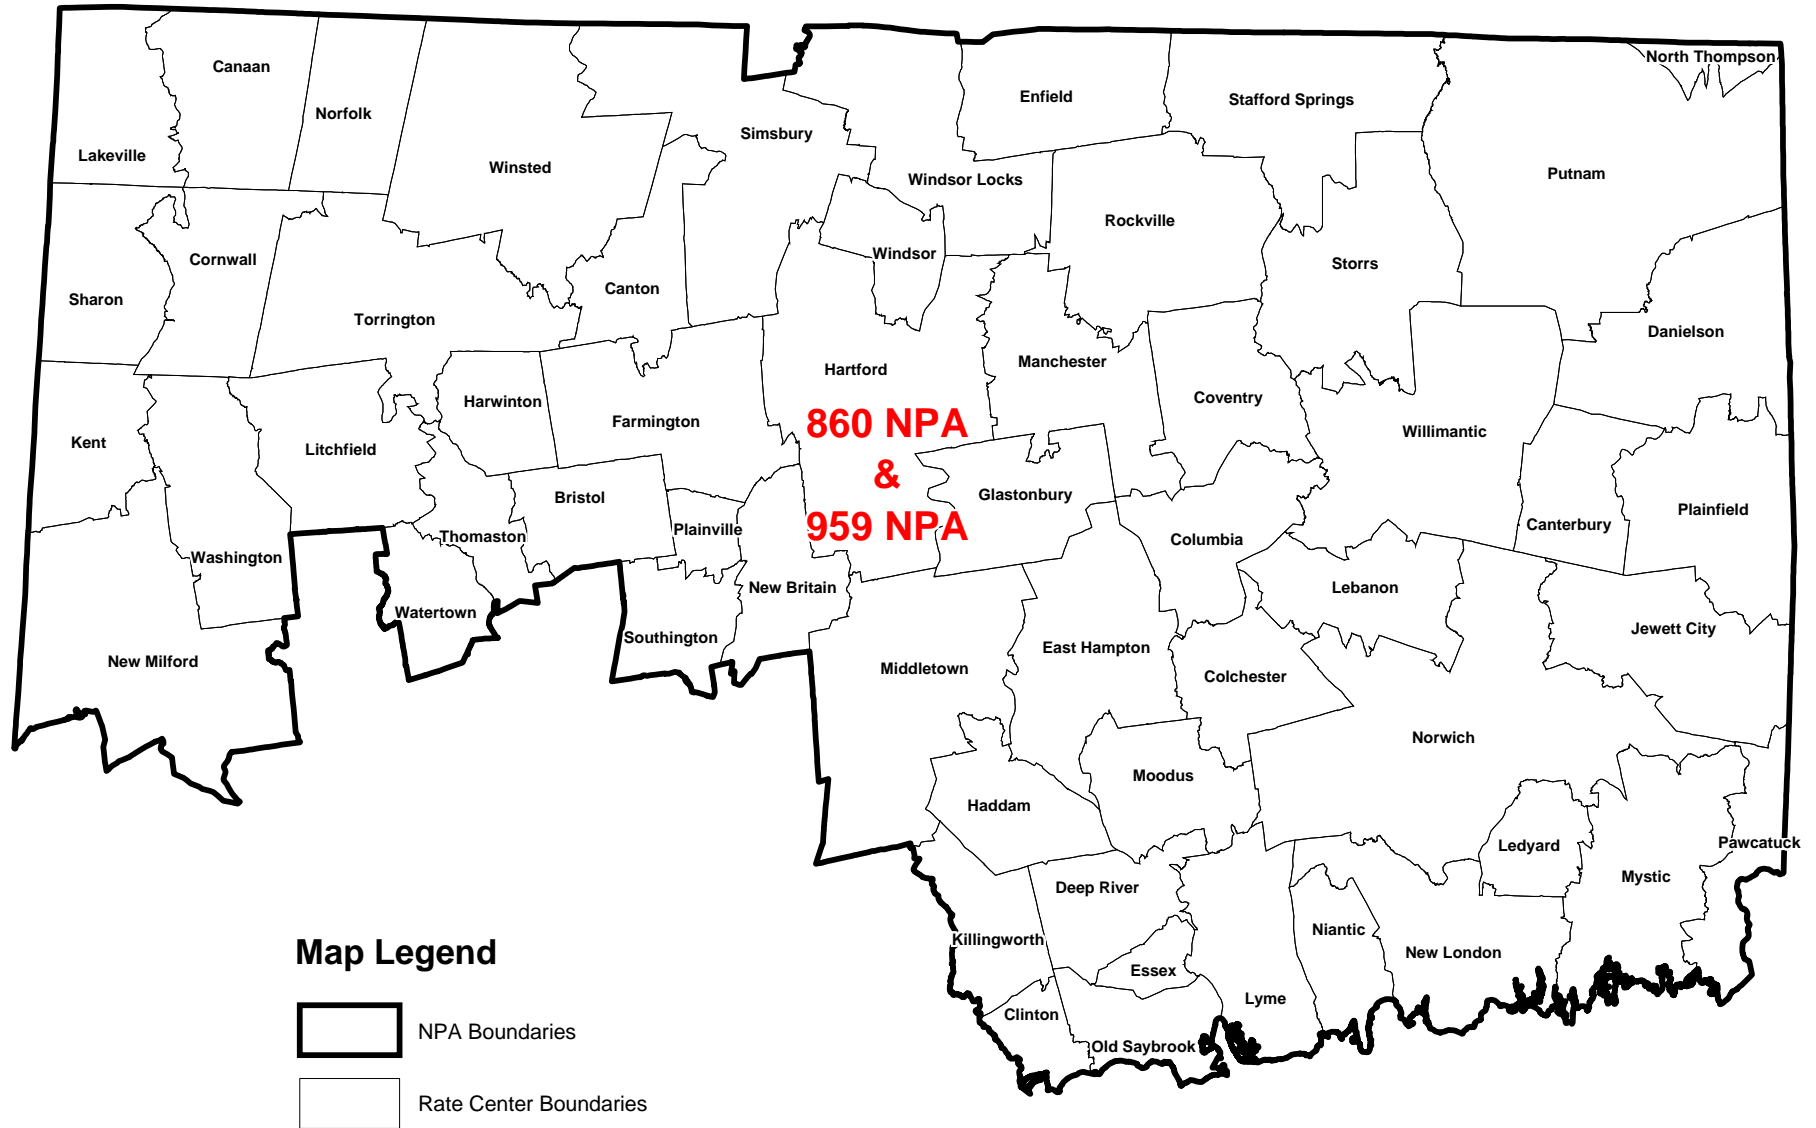 North Thompson
Canaan
Enfield
Stafford Springs
Norfolk
Simsbury
Lakeville
Winsted
Windsor Locks
Putnam
Rockville
Windsor
Cornwall
Storrs
Canton
Sharon
Torrington
Danielson
Manchester
Hartford
Harwinton
Coventry
Farmington
860 NPA
Willimantic
Kent
Litchfield
&
Glastonbury
Bristol
Plainfield
Canterbury
959 NPA
Plainville
Thomaston
Columbia
Washington
New Britain
Lebanon
Watertown
Jewett City
Southington
East Hampton
New Milford
Middletown
Colchester
Norwich
Moodus
Haddam
Pawcatuck
Ledyard
Mystic
Deep River
Niantic
Killingworth
New London
Essex
Lyme
Clinton
Old Saybrook
Map Legend
NPA Boundaries
Rate Center Boundaries